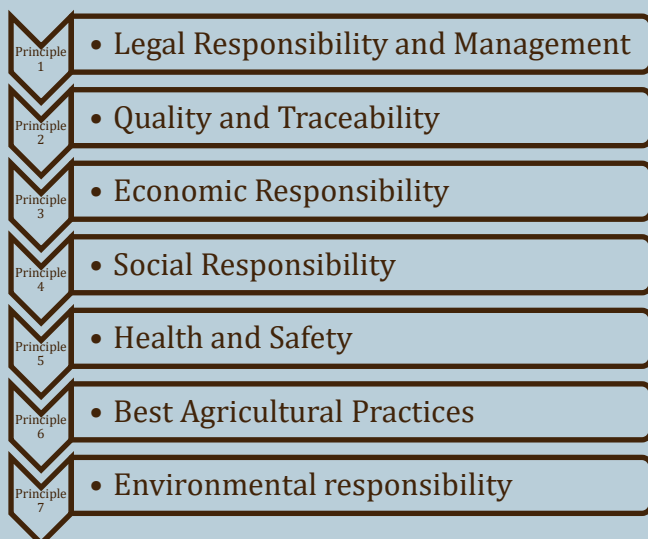 Principle
1
• Legal Responsibility and Management
Principle
2
• Quality and Traceability
Principle
3
• Economic Responsibility
Principle
4
• Social Responsibility
Principle
5
• Health and Safety
Principle
6
• Best Agricultural Practices
Principle
7
• Environmental responsibility